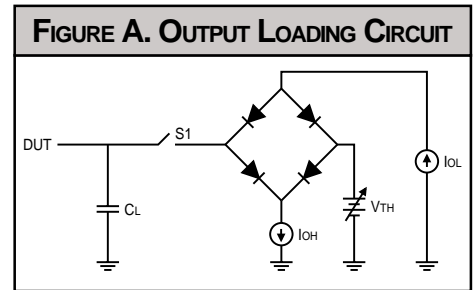 FIGURE A. OUTPUT LOADING CIRCUIT
DUT
S1
CL
IOH
VTH
IOL